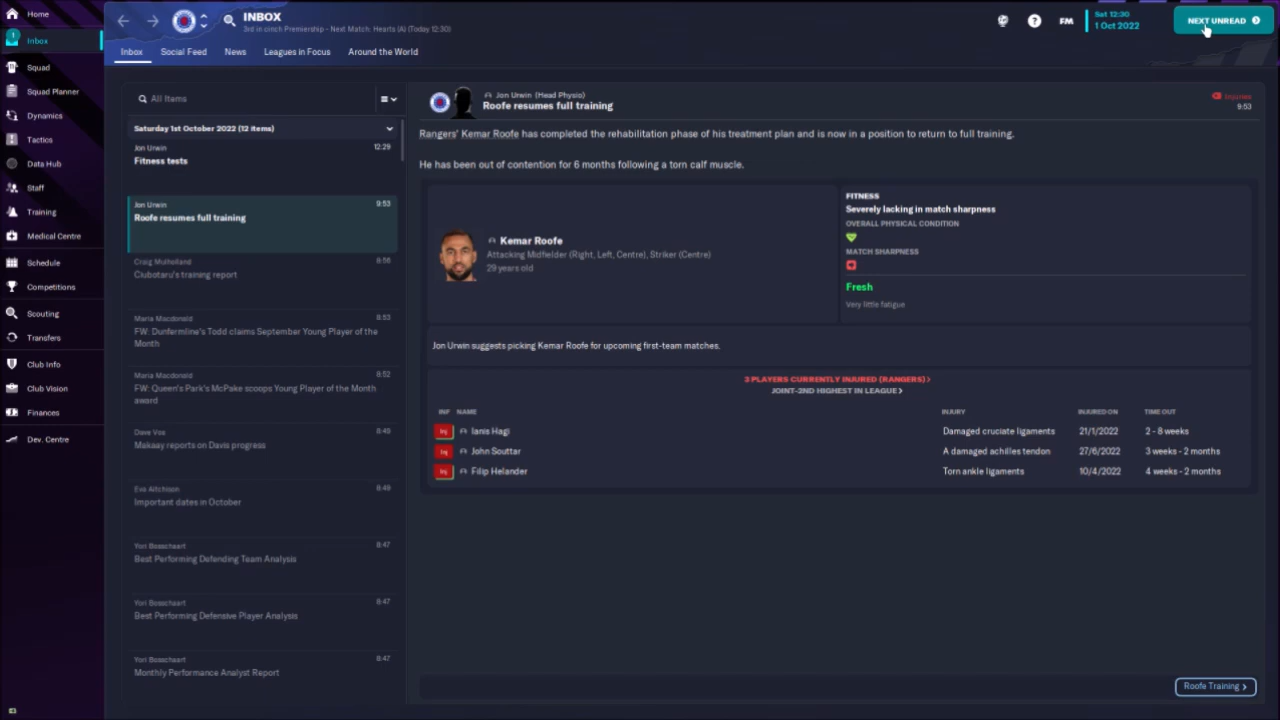 Home
Inbox
Squad
Squad Planner
Dynamics
Tactics
Data Hub
Staff
Training
Medical Centre
Schedule
Competitions
Scouting
Transfers
Club Info
Club Vision
Finances
Dev. Centre
INBOX
3rd in cinch Premiership - Next Match: Hearts (A) (Today 12:30)
FM
Sat 12:30
1 Oct 2022
NEXT UNREAD
Inbox Social Feed News Leagues in Focus Around the World
All Items
Saturday 1st October 2022 (12 items)
Jon Urwin 12:29
Fitness tests
Jon Urwin 9:53
Roofe resumes full training
Craig Mulholland 8:56
Ciubotaru's training report
Maria Macdonald 8:53
FW: Dunfermline's Todd claims September Young Player of the
Month
Maria Macdonald 8:52
FW: Queen's Park's McPake scoops Young Player of the Month
award
Dave Vos 8:49
Makaay reports on Davis progress
Eve Aitchison 8:49
Important dates in October
Yori Bosschaart 8:47
Best Performing Defending Team Analysis
Yori Bosschaart 8:47
Best Performing Defensive Player Analysis
Yori Bosschaart 8:47
Monthly Performance Analyst Report
Jon Urwin (Head Physio)
Roofe resumes full training
Injuries
9:53
Rangers' Kemar Roofe has completed the rehabilitation phase of his treatment plan and is now in a position to return to full training.
He has been out of contention for 6 months following a torn calf muscle.
Kemar Roofe
Attacking Midfielder (Right, Left, Centre), Striker (Centre)
29 years old
FITNESS
Severely lacking in match sharpness
OVERALL PHYSICAL CONDITION
MATCH SHARPNESS
Fresh
Very little fatigue
Jon Urwin suggests picking Kemar Roofe for upcoming first-team matches.
3 PLAYERS CURRENTLY INJURED (RANGERS) >
JOINT-2ND HIGHEST IN LEAGUE >
INF NAME INJURY INJURED ON TIME OUT
Inj Ianis Hagi Damaged cruciate ligaments 21/1/2022 2 - 8 weeks
Inj John Souttar A damaged achilles tendon 27/6/2022 3 weeks - 2 months
Inj Filip Helander Torn ankle ligaments 10/4/2022 4 weeks - 2 months
Roofe Training >